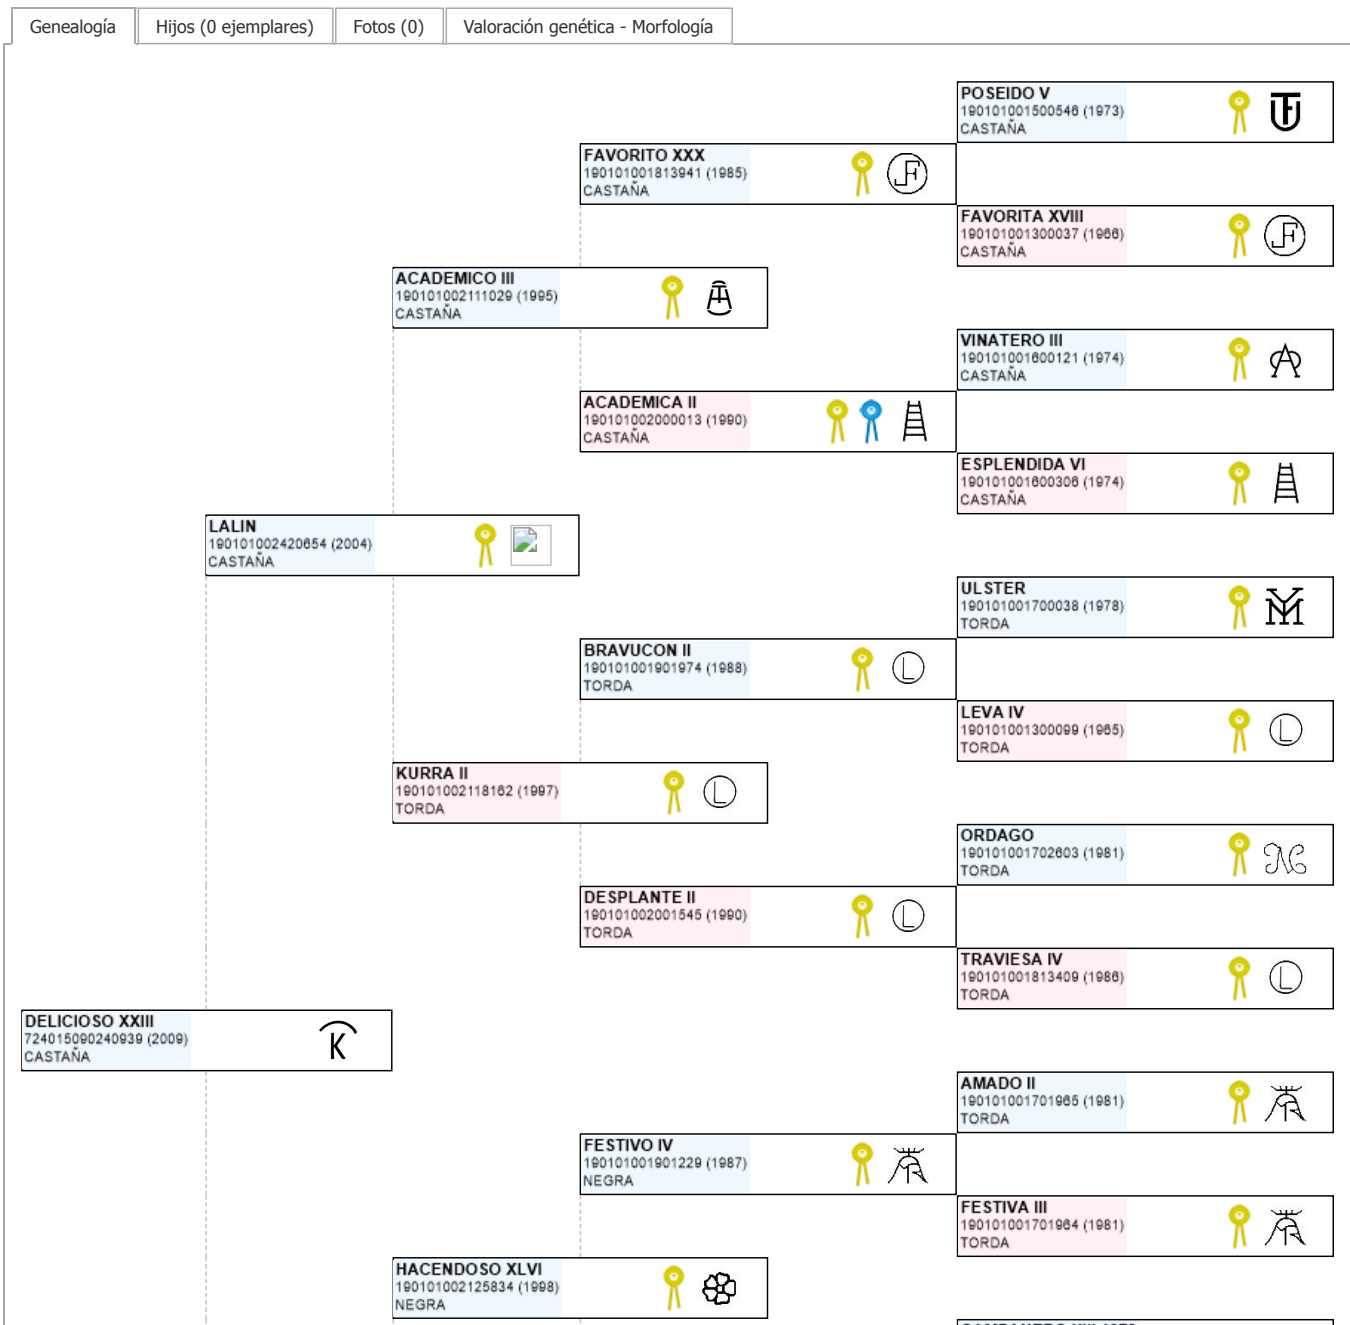 Genealogía
Hijos (0 ejemplares)
Fotos (0)
Valoración genética - Morfología
POSEIDO V
190101001500546 (1973)
CASTAÑA
FAVORITO XXX
190101001813941 (1985)
CASTAÑA
FAVORITA XVIII
190101001300037 (1966)
CASTAÑA
ACADEMICO III
190101002111029 (1995)
CASTAÑA
VINATERO III
190101001600121 (1974)
CASTAÑA
ACADEMICA II
190101002000013 (1990)
CASTAÑA
ESPLENDIDA VI
190101001600306 (1974)
CASTAÑA
LALIN
190101002420654 (2004)
CASTAÑA
ULSTER
190101001700038 (1978)
TORDA
BRAVUCON II
190101001901974 (1988)
TORDA
LEVA IV
190101001300099 (1965)
TORDA
KURRA II
190101002118162 (1997)
TORDA
ORDAGO
190101001702603 (1981)
TORDA
DESPLANTE II
190101002001545 (1990)
TORDA
TRAVIESA IV
190101001813409 (1986)
TORDA
DELICIOSO XXIII
724015090240939 (2009)
CASTAÑA
AMADO II
190101001701965 (1981)
TORDA
FESTIVO IV
190101001901229 (1987)
NEGRA
FESTIVA III
190101001701964 (1981)
TORDA
HACENDOSO XLVI
190101002125834 (1998)
NEGRA